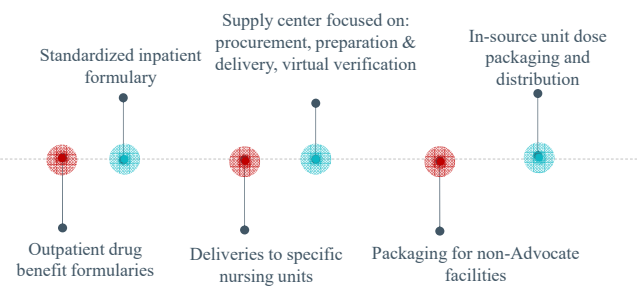 Standardized inpatient
formulary
Supply center focused on:
procurement, preparation &
delivery, virtual verification
In-source unit dose
packaging and
distribution
Outpatient drug
benefit formularies
Deliveries to specific
nursing units
Packaging for non-Advocate
facilities